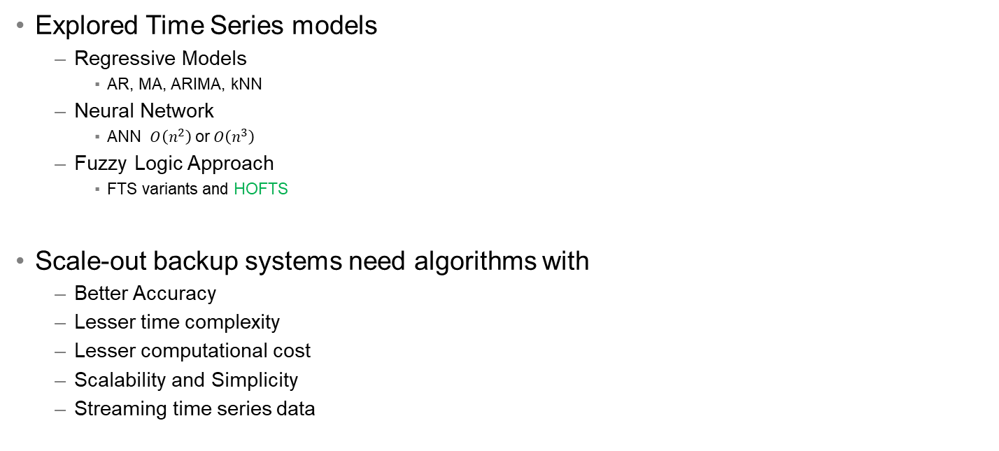 • Explored Time Series models
– Regressive Models
▪ AR, MA, ARIMA, kNN
– Neural Network
▪ ANN O(n²) or O(n³)
– Fuzzy Logic Approach
▪ FTS variants and HOFTS
• Scale-out backup systems need algorithms with
– Better Accuracy
– Lesser time complexity
– Lesser computational cost
– Scalability and Simplicity
– Streaming time series data